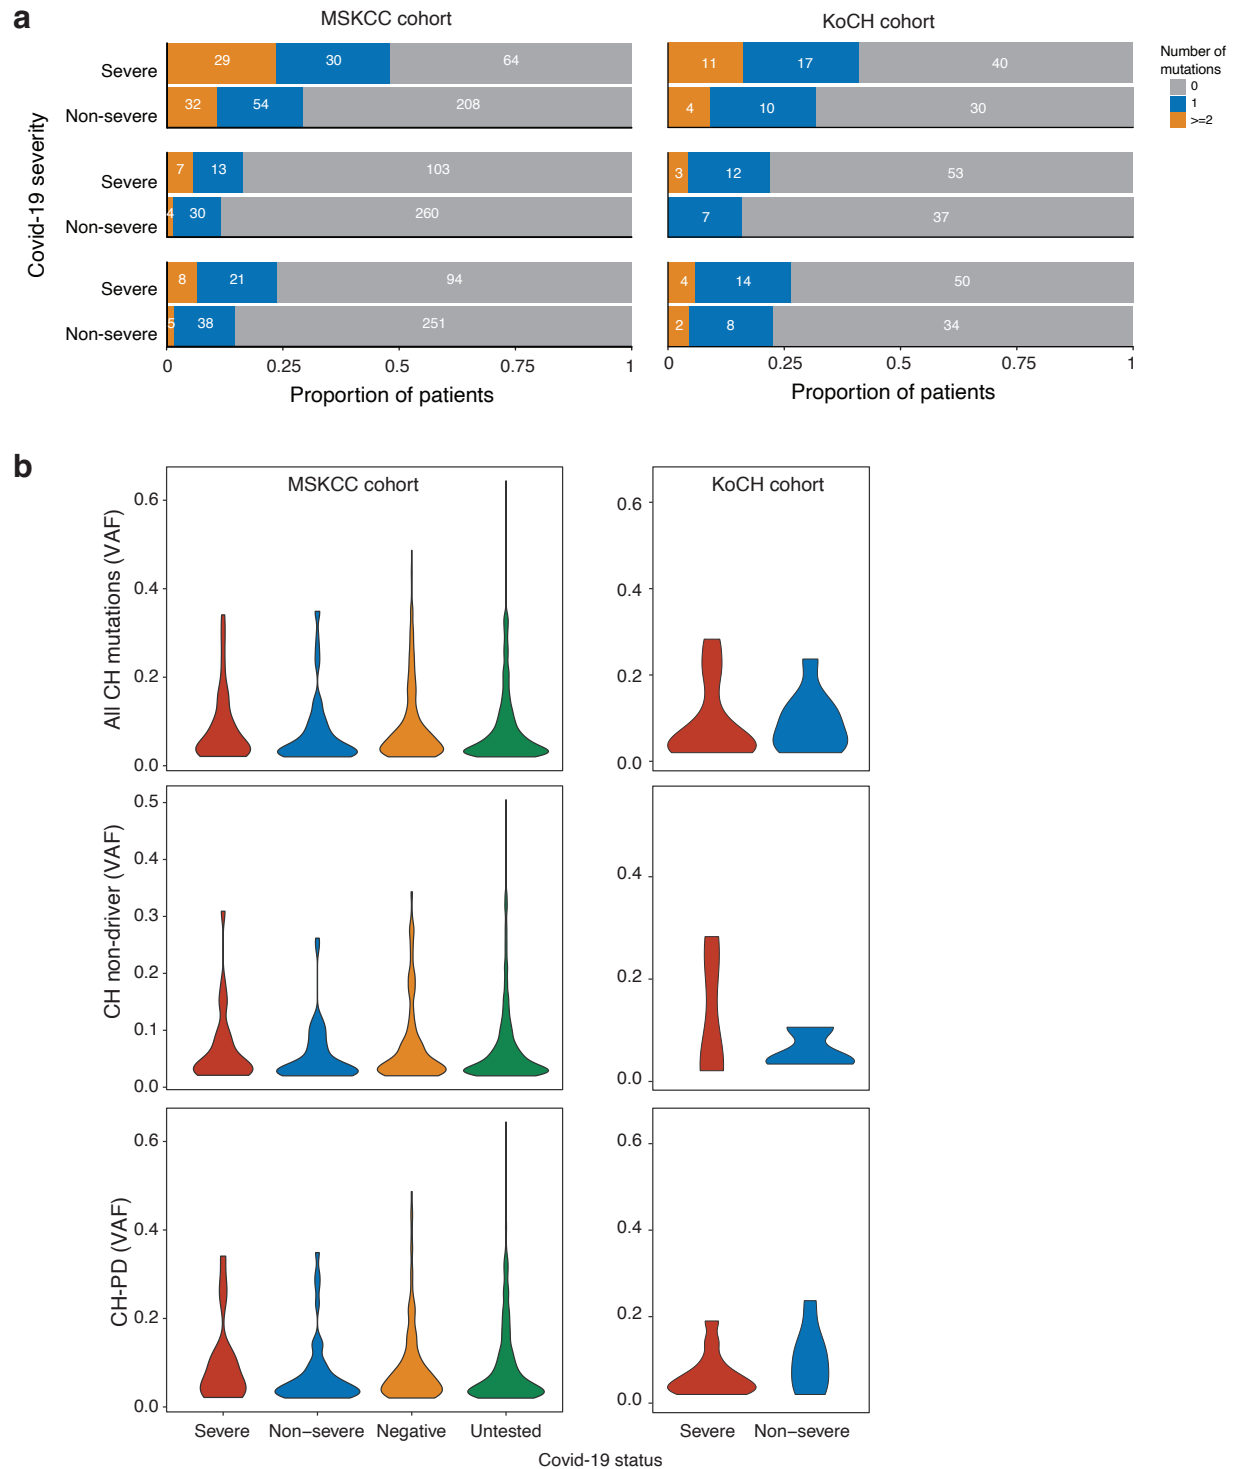 a
MSKCC cohort
KoCH cohort
Number of
mutations
0
1
>=2
Covid-19 severity
Severe
29
30
64
11
17
40
Non-severe
32
54
208
4
10
30
Severe
7
13
103
3
12
53
Non-severe
4
30
260
7
37
Severe
8
21
94
4
14
50
Non-severe
5
38
251
2
8
34
0
0.25
0.5
0.75
1
0
0.25
0.5
0.75
1
Proportion of patients
Proportion of patients
b
MSKCC cohort
KoCH cohort
All CH mutations (VAF)
0.6
0.4
0.2
0.0
0.6
0.4
0.2
0.0
CH non-driver (VAF)
0.5
0.4
0.3
0.2
0.1
0.0
0.4
0.2
0.0
CH-PD (VAF)
0.6
0.4
0.2
0.0
0.6
0.4
0.2
0.0
Severe
Non−severe
Negative
Untested
Severe
Non−severe
Covid-19 status